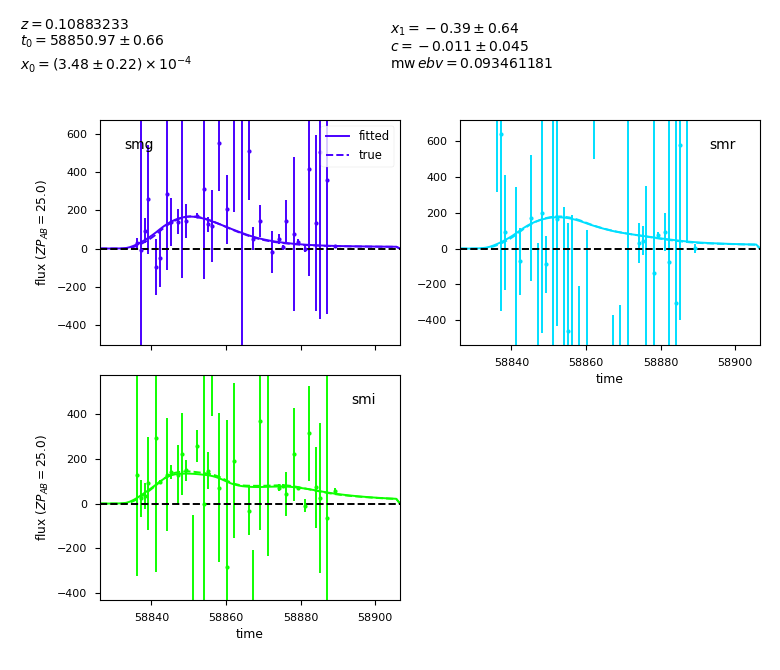 z = 0.10883233
t₀ = 58850.97 ± 0.66
x₀ = (3.48 ± 0.22) × 10⁻⁴
x₁ = −0.39 ± 0.64
c = −0.011 ± 0.045
mw ebv = 0.093461181
smg
fitted
true
600
400
200
0
−200
−400
flux (ZP_AB = 25.0)
smr
600
400
200
0
−200
−400
58840 58860 58880 58900
time
smi
400
200
0
−200
−400
flux (ZP_AB = 25.0)
58840 58860 58880 58900
time